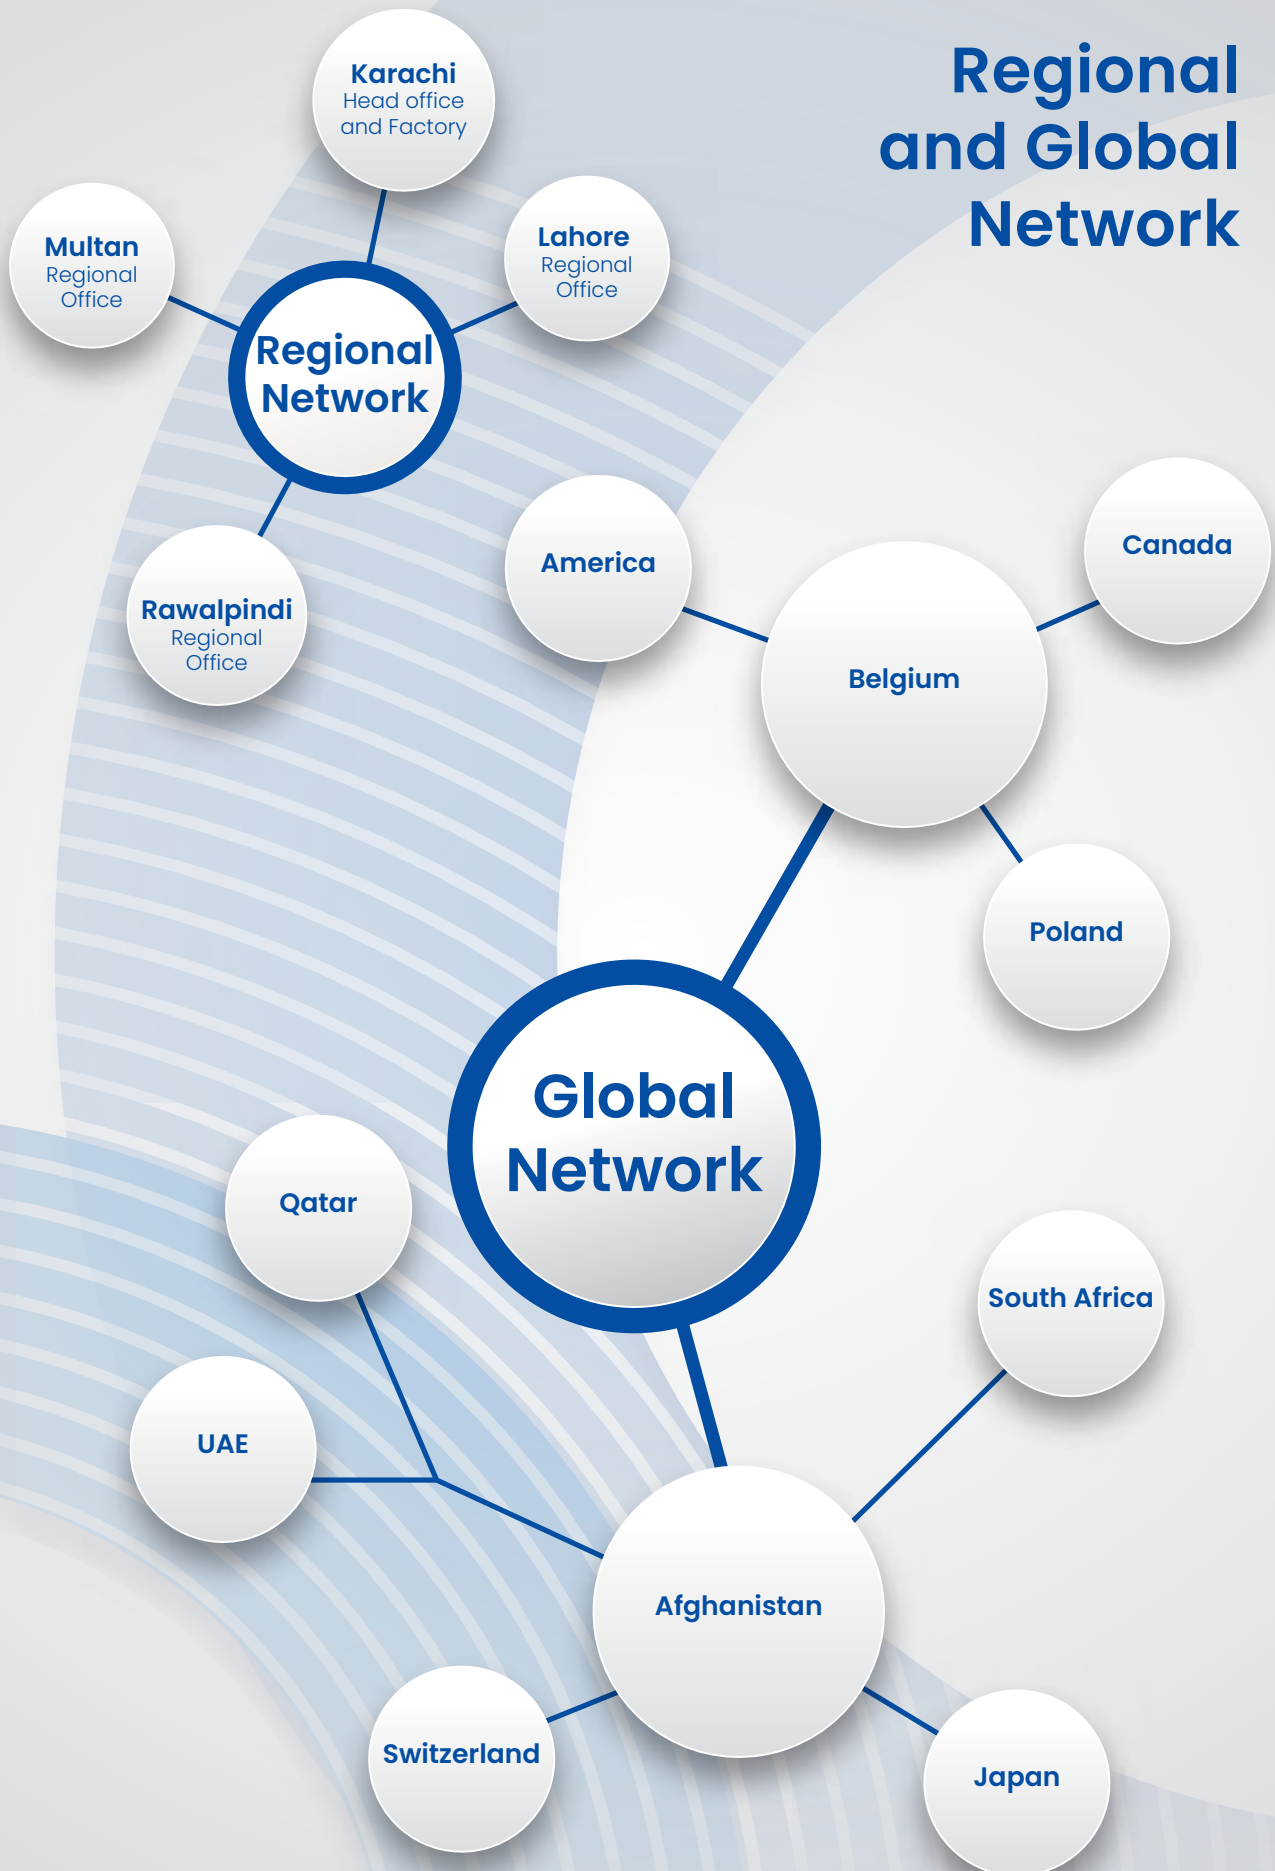 Regional
and Global
Network
Karachi
Head office
and Factory
Multan
Regional
Office
Lahore
Regional
Office
Regional
Network
Rawalpindi
Regional
Office
America
Canada
Belgium
Poland
Global
Network
Qatar
South Africa
UAE
Afghanistan
Switzerland
Japan